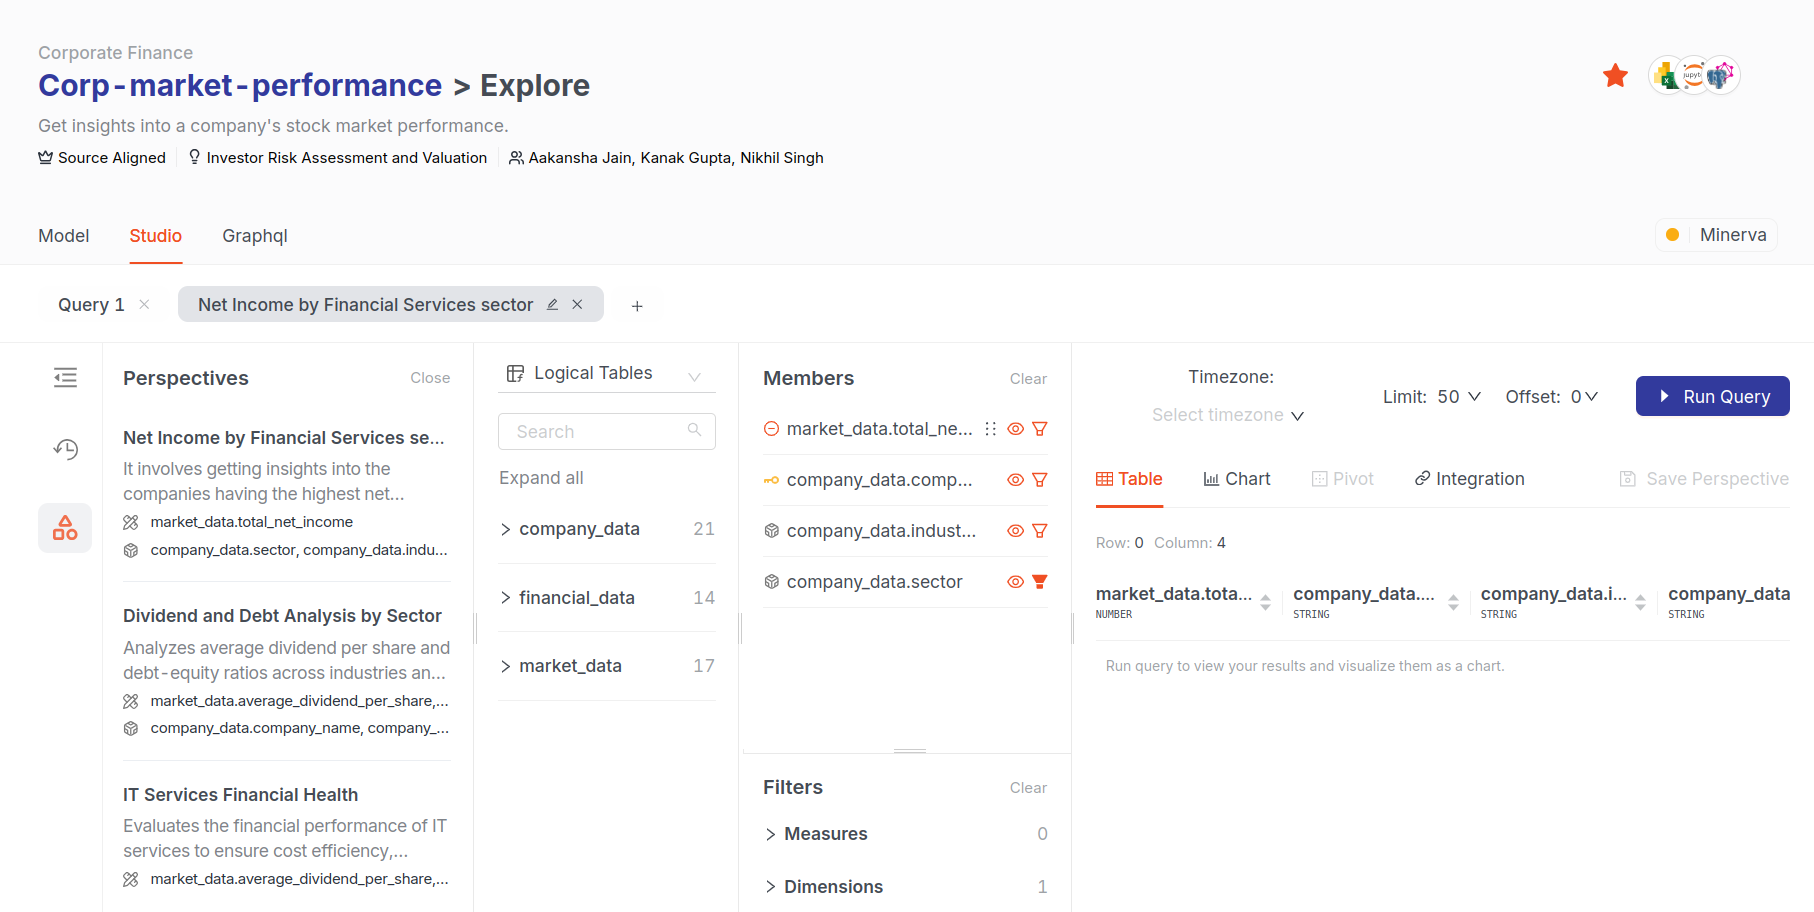 Corporate Finance
Corp-market-performance > Explore
Get insights into a company's stock market performance.
Source Aligned
Investor Risk Assessment and Valuation
Aakansha Jain, Kanak Gupta, Nikhil Singh
Model
Studio
Graphql
Minerva
Query 1
Net Income by Financial Services sector
Perspectives
Close
Net Income by Financial Services se...
It involves getting insights into the
companies having the highest net...
market_data.total_net_income
company_data.sector, company_data.indu...
Dividend and Debt Analysis by Sector
Analyzes average dividend per share and
debt-equity ratios across industries an...
market_data.average_dividend_per_share,...
company_data.company_name, company_...
IT Services Financial Health
Evaluates the financial performance of IT
services to ensure cost efficiency,...
market_data.average_dividend_per_share,...
Logical Tables
Search
Expand all
company_data 21
financial_data 14
market_data 17
Members
Clear
market_data.total_ne...
company_data.comp...
company_data.indust...
company_data.sector
Filters
Clear
Measures 0
Dimensions 1
Timezone:
Select timezone
Limit: 50
Offset: 0
Run Query
Table
Chart
Pivot
Integration
Save Perspective
Row: 0 Column: 4
market_data.tota...
NUMBER
company_data....
STRING
company_data.i...
STRING
company_data
STRING
Run query to view your results and visualize them as a chart.